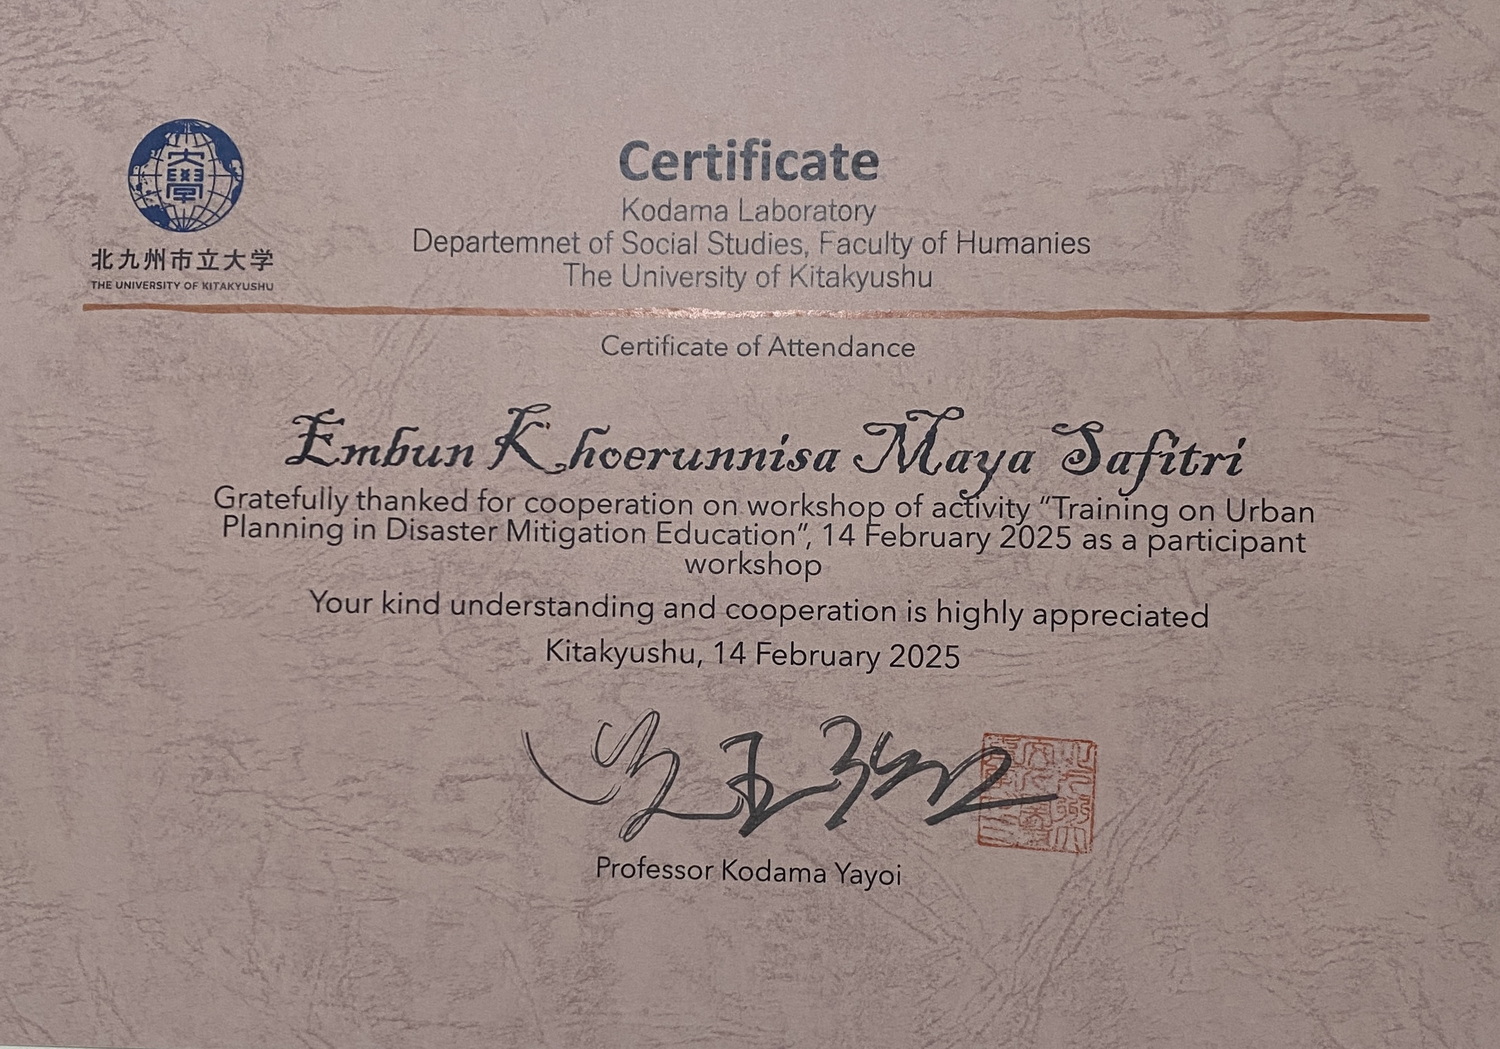 大學
北九州市立大学
THE UNIVERSITY OF KITAKYUSHU
Certificate
Kodama Laboratory
Departemnet of Social Studies, Faculty of Humanies
The University of Kitakyushu
Certificate of Attendance
Embun Khoerunnisa Maya Safitri
Gratefully thanked for cooperation on workshop of activity “Training on Urban
Planning in Disaster Mitigation Education”, 14 February 2025 as a participant
workshop
Your kind understanding and cooperation is highly appreciated
Kitakyushu, 14 February 2025
Professor Kodama Yayoi